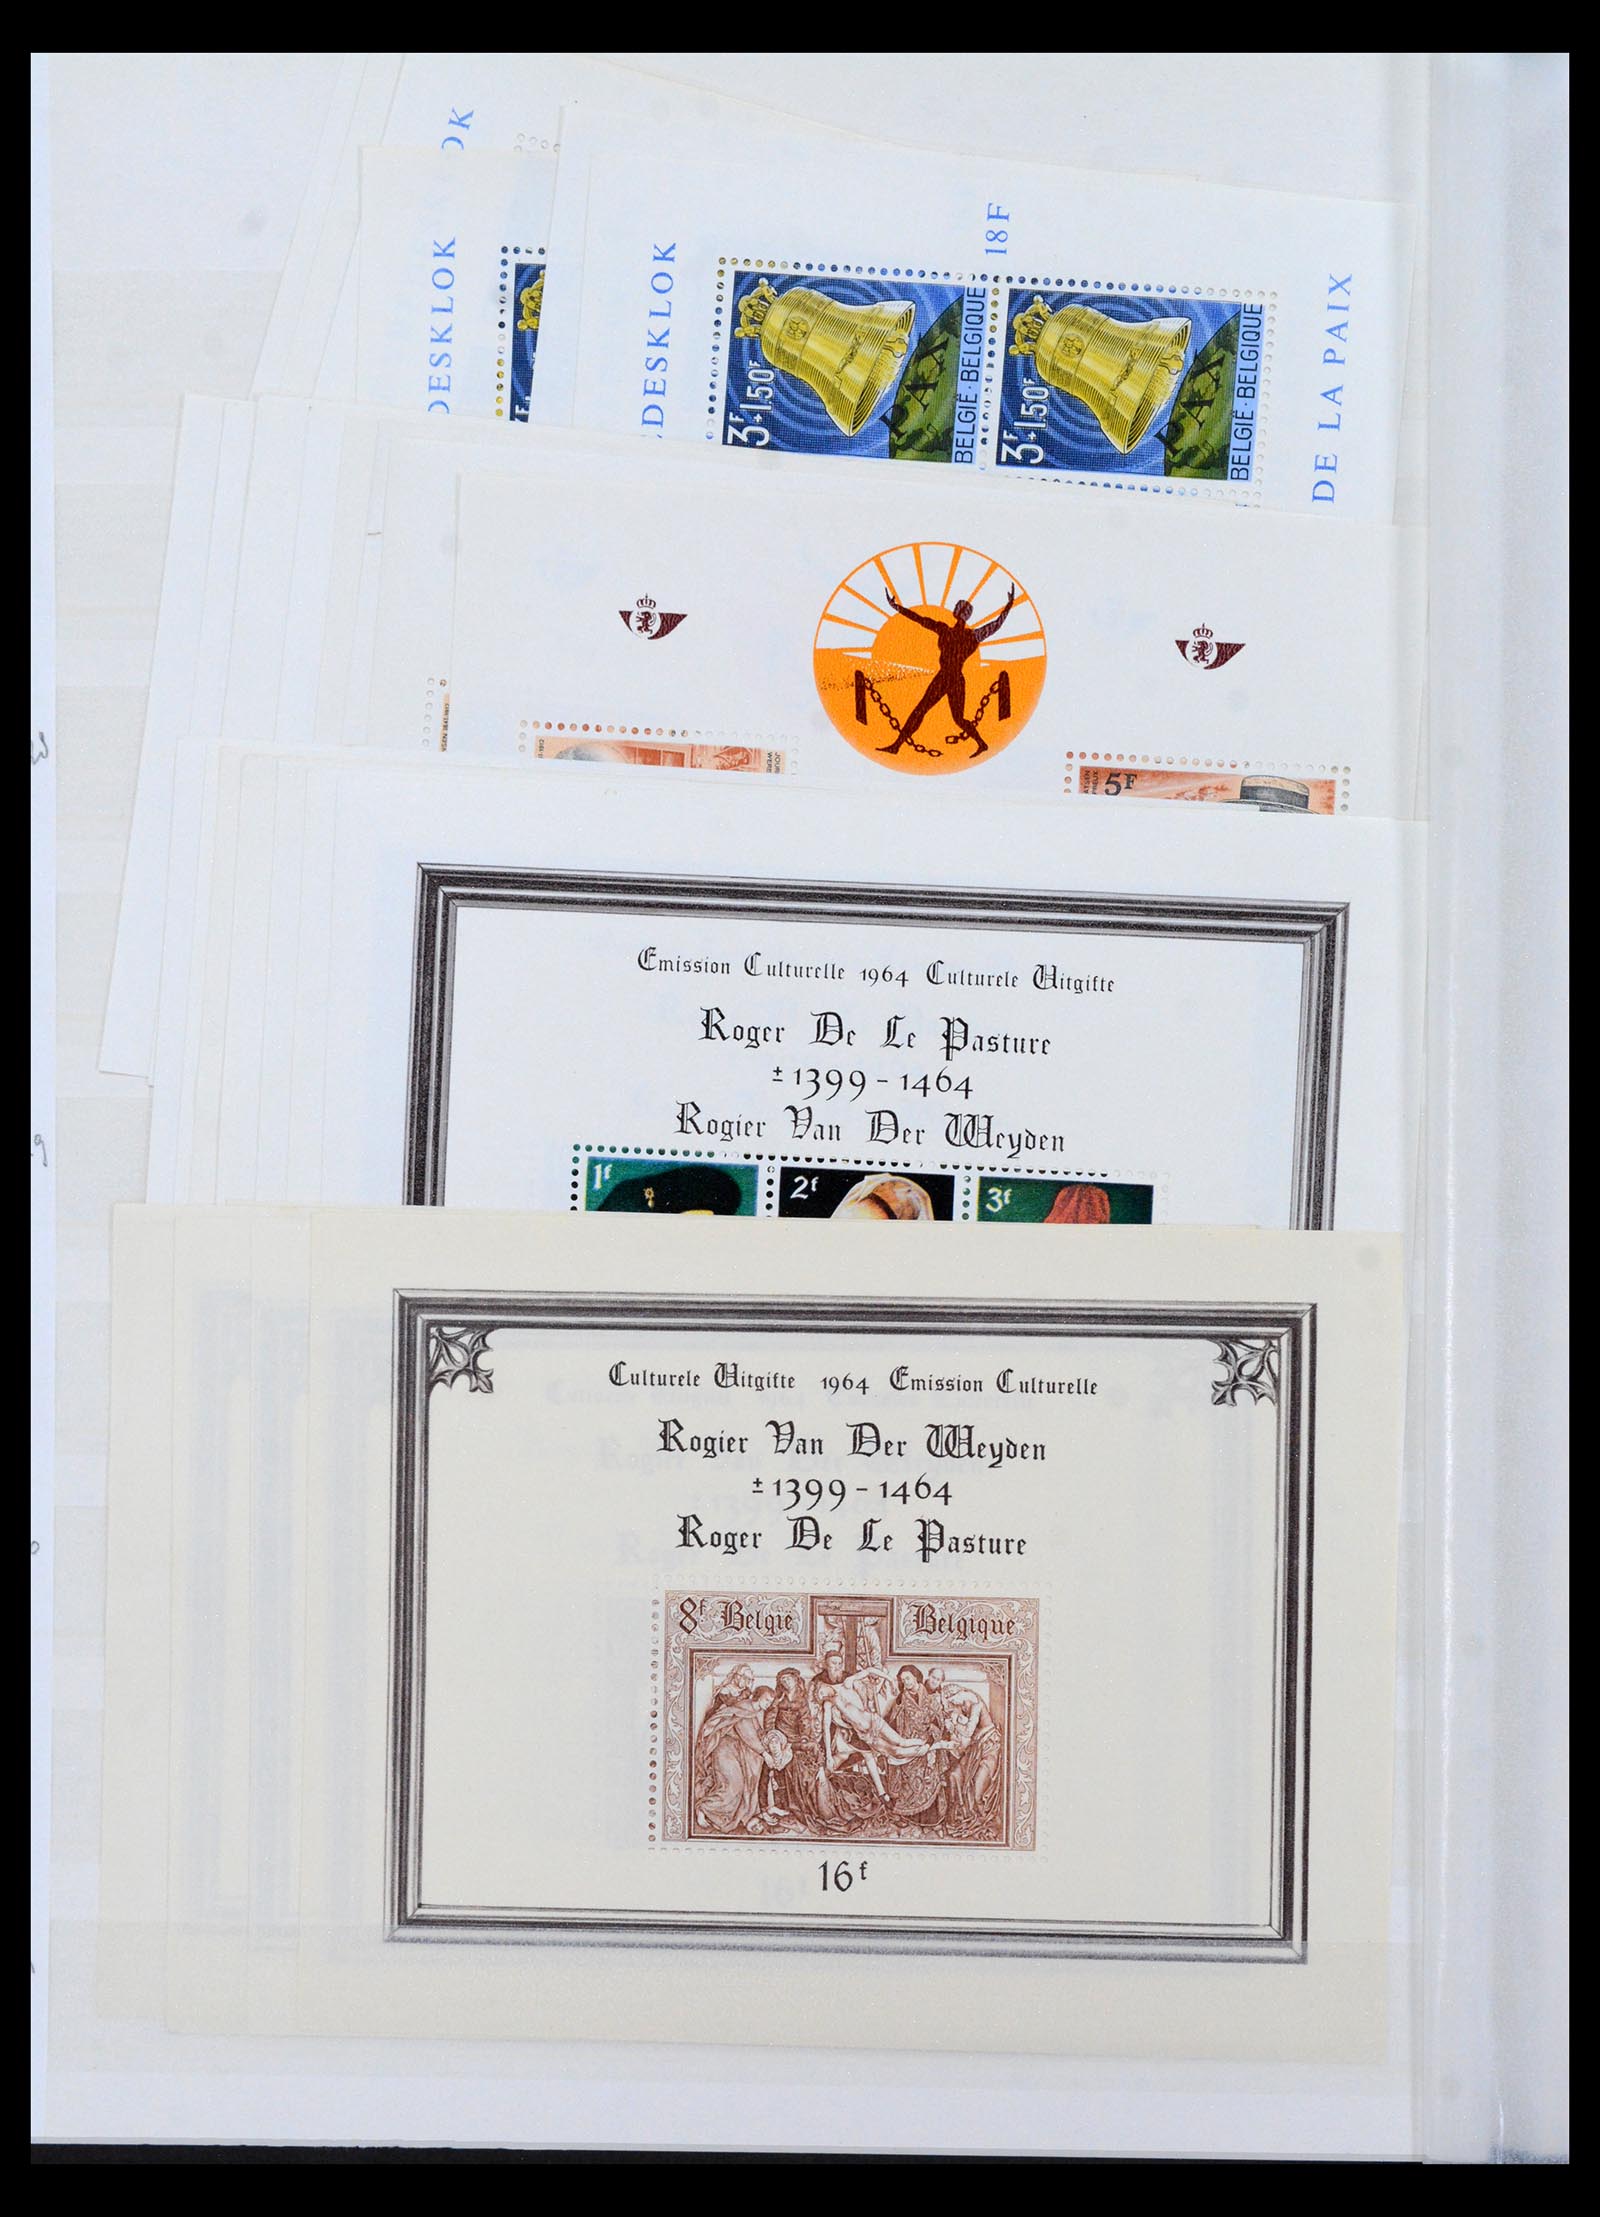 DESKLOK
DESKLOK
18F
DE LA PAIX
3F
+1.50F
PAX
BELGIË·BELGIQUE
3F
+1.50F
PAX
BELGIË·BELGIQUE
5F
Emission Culturelle 1964 Culturele Uitgifte
Roger De Le Pasture
± 1399 - 1464
Rogier Van Der Weyden
1f
2f
3f
Culturele Uitgifte 1964 Emission Culturelle
Rogier Van Der Weyden
± 1399 - 1464
Roger De Le Pasture
8f België Belgique
16f